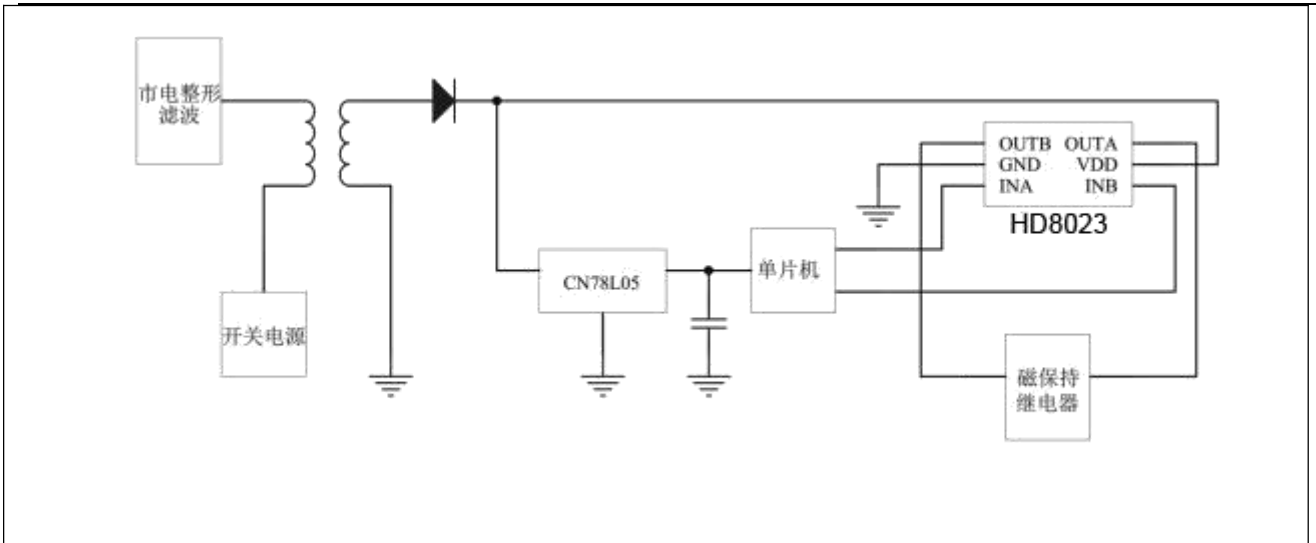 市电整形
滤波
开关电源
CN78L05
单片机
OUTB OUTA
GND VDD
INA INB
HD8023
磁保持
继电器